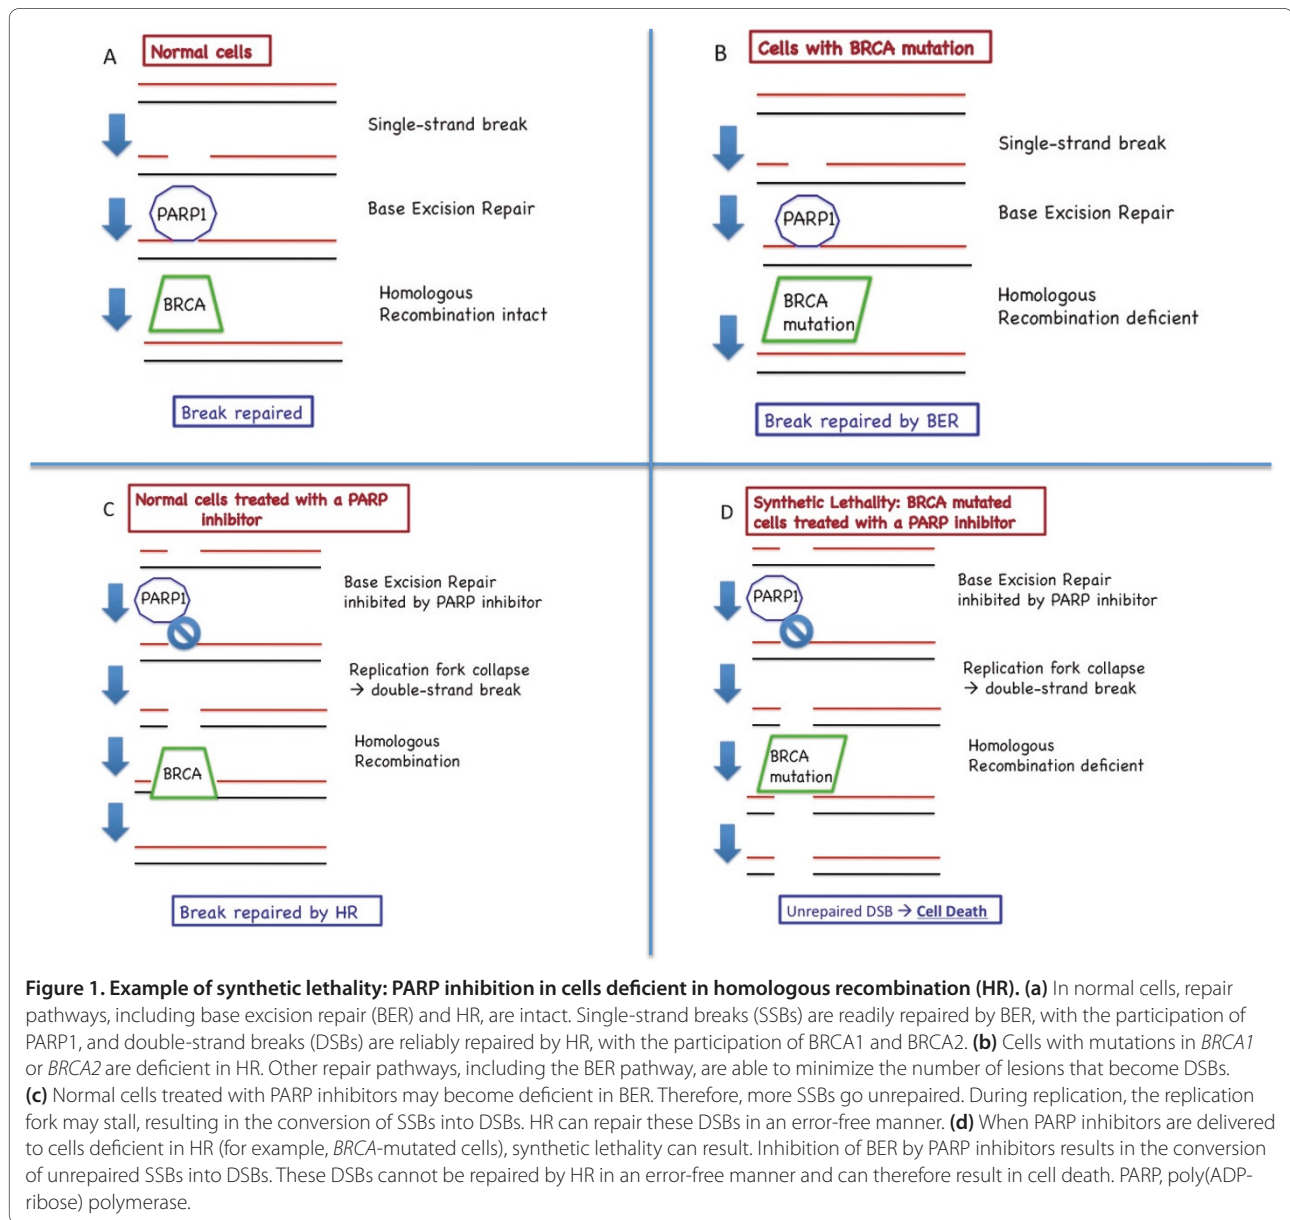 A
Normal cells
Single-strand break
PARP1
Base Excision Repair
BRCA
Homologous
Recombination intact
Break repaired
B
Cells with BRCA mutation
Single-strand break
PARP1
Base Excision Repair
BRCA
mutation
Homologous
Recombination deficient
Break repaired by BER
C
Normal cells treated with a PARP
inhibitor
PARP1
Base Excision Repair
inhibited by PARP inhibitor
Replication fork collapse
→ double-strand break
BRCA
Homologous
Recombination
Break repaired by HR
D
Synthetic Lethality: BRCA mutated
cells treated with a PARP inhibitor
PARP1
Base Excision Repair
inhibited by PARP inhibitor
Replication fork collapse
→ double-strand break
BRCA
mutation
Homologous
Recombination deficient
Unrepaired DSB → Cell Death
Figure 1. Example of synthetic lethality: PARP inhibition in cells deficient in homologous recombination (HR). (a) In normal cells, repair
pathways, including base excision repair (BER) and HR, are intact. Single-strand breaks (SSBs) are readily repaired by BER, with the participation of
PARP1, and double-strand breaks (DSBs) are reliably repaired by HR, with the participation of BRCA1 and BRCA2. (b) Cells with mutations in BRCA1
or BRCA2 are deficient in HR. Other repair pathways, including the BER pathway, are able to minimize the number of lesions that become DSBs.
(c) Normal cells treated with PARP inhibitors may become deficient in BER. Therefore, more SSBs go unrepaired. During replication, the replication
fork may stall, resulting in the conversion of SSBs into DSBs. HR can repair these DSBs in an error-free manner. (d) When PARP inhibitors are delivered
to cells deficient in HR (for example, BRCA-mutated cells), synthetic lethality can result. Inhibition of BER by PARP inhibitors results in the conversion
of unrepaired SSBs into DSBs. These DSBs cannot be repaired by HR in an error-free manner and can therefore result in cell death. PARP, poly(ADP-
ribose) polymerase.